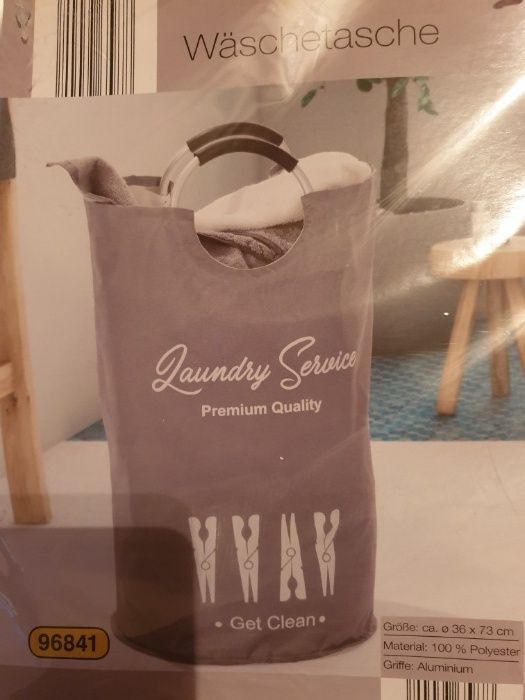 Wäschetasche
Laundry Service
Premium Quality
• Get Clean •
96841
Größe: ca. ø 36 x 73 cm
Material: 100 % Polyester
Griffe: Aluminium